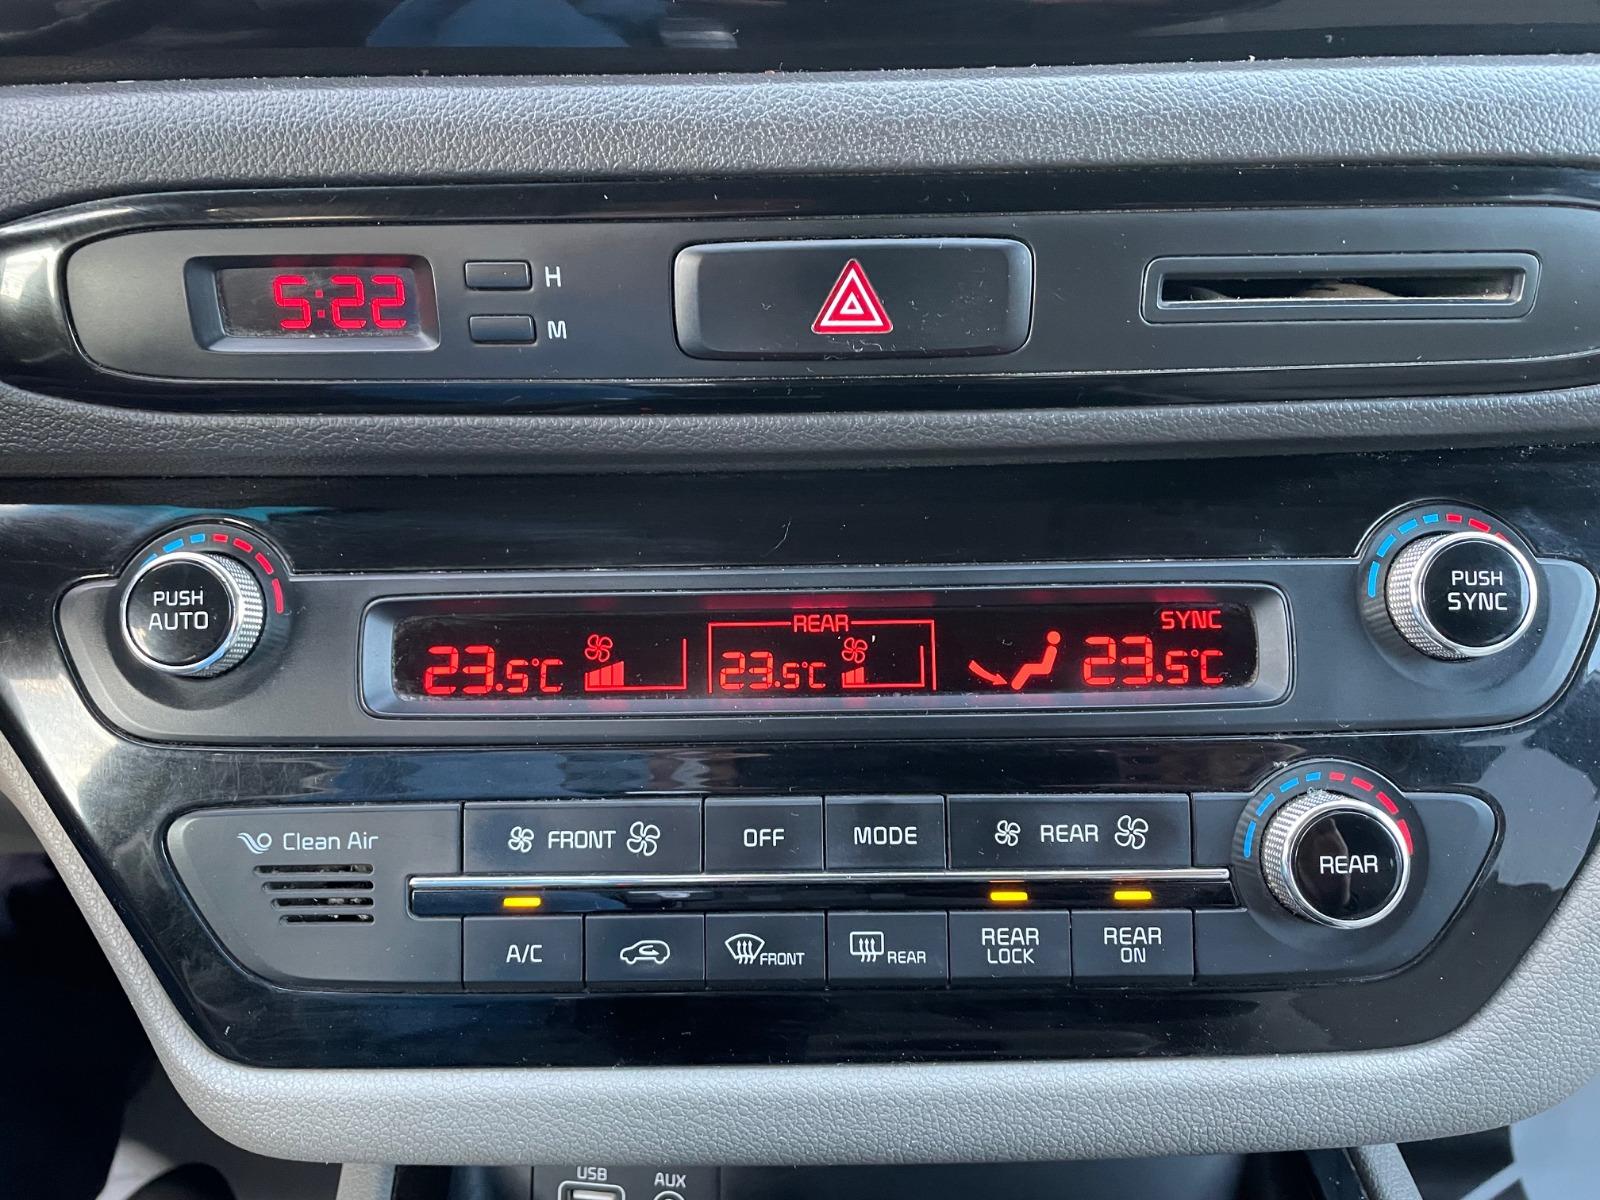 5:22
H
M
PUSH
AUTO
23.5°C
REAR
23.5°C
SYNC
23.5°C
PUSH
SYNC
Clean Air
FRONT
OFF
MODE
REAR
REAR
A/C
FRONT
REAR
REAR
LOCK
REAR
ON
USB
AUX